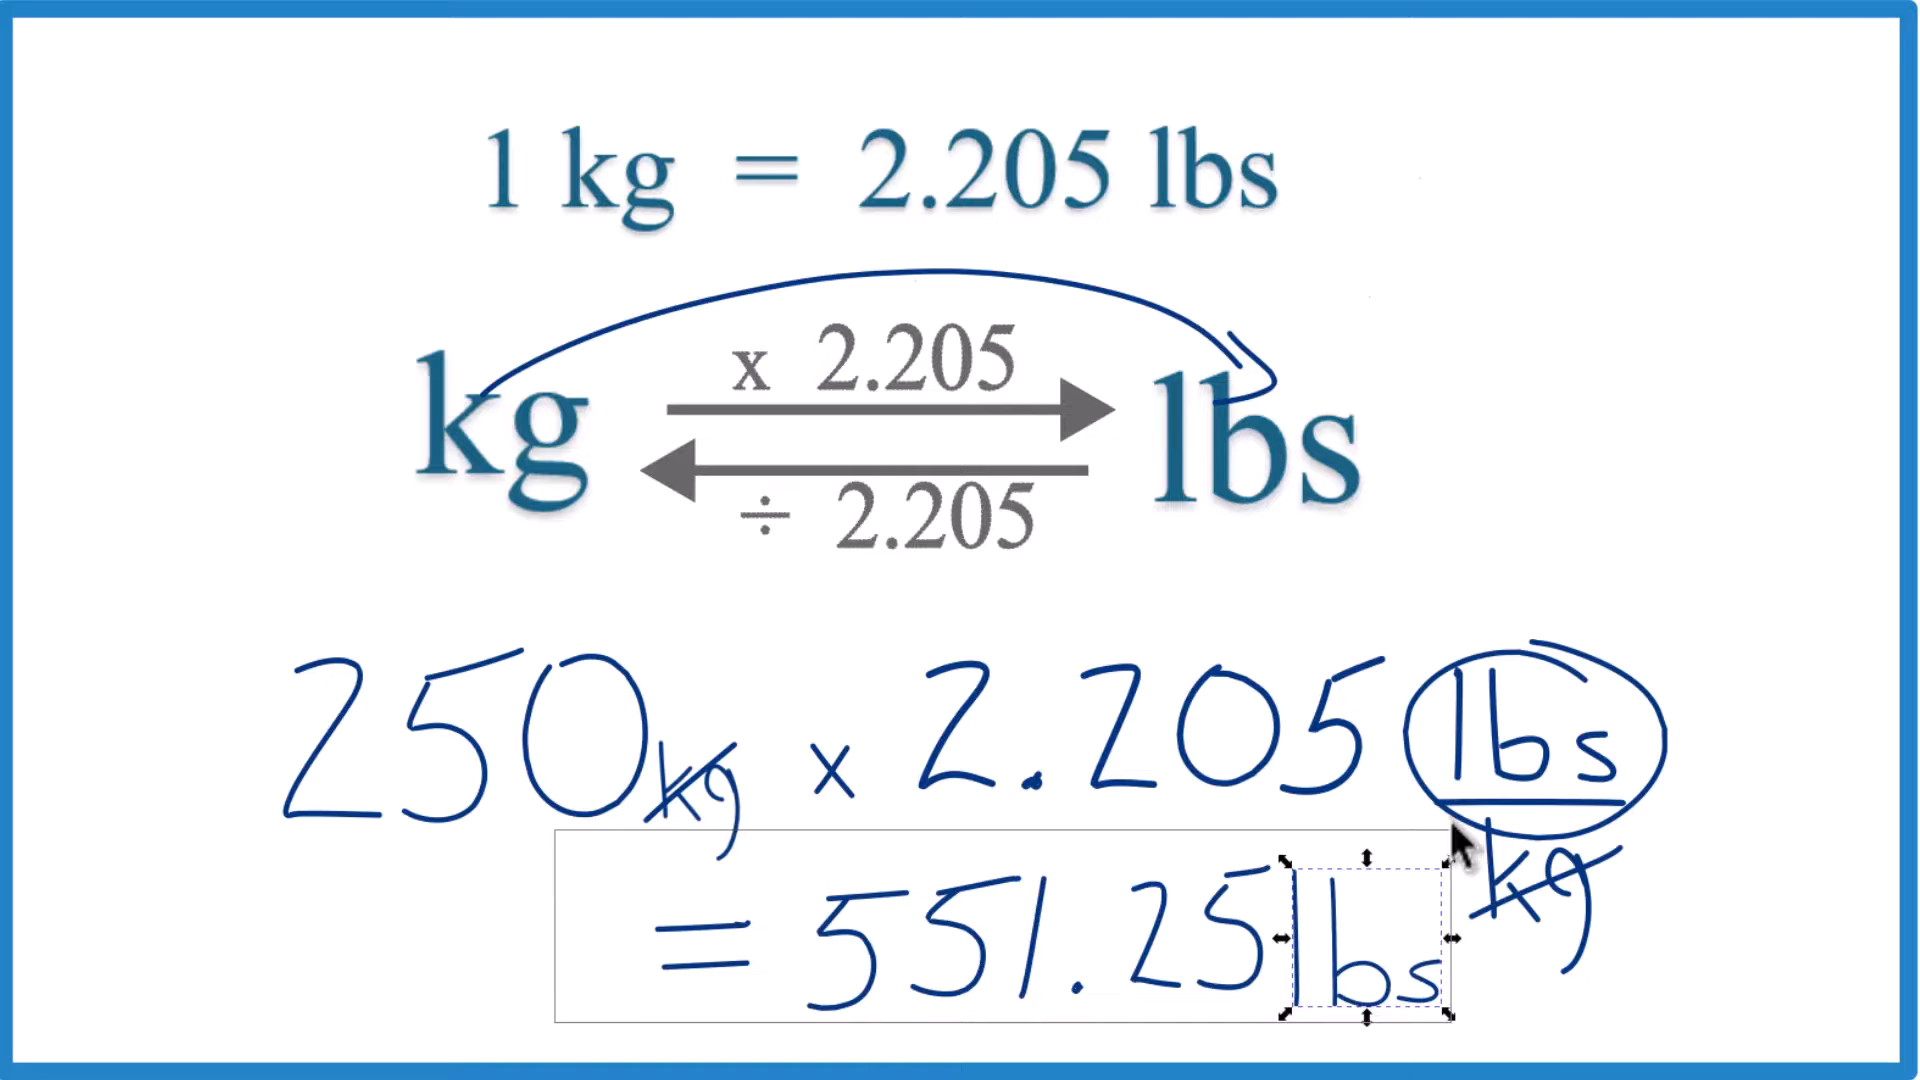 1 kg = 2.205 lbs
x 2.205
kg lbs
÷ 2.205
250 kg x 2.205 lbs
kg
= 551.25 lbs